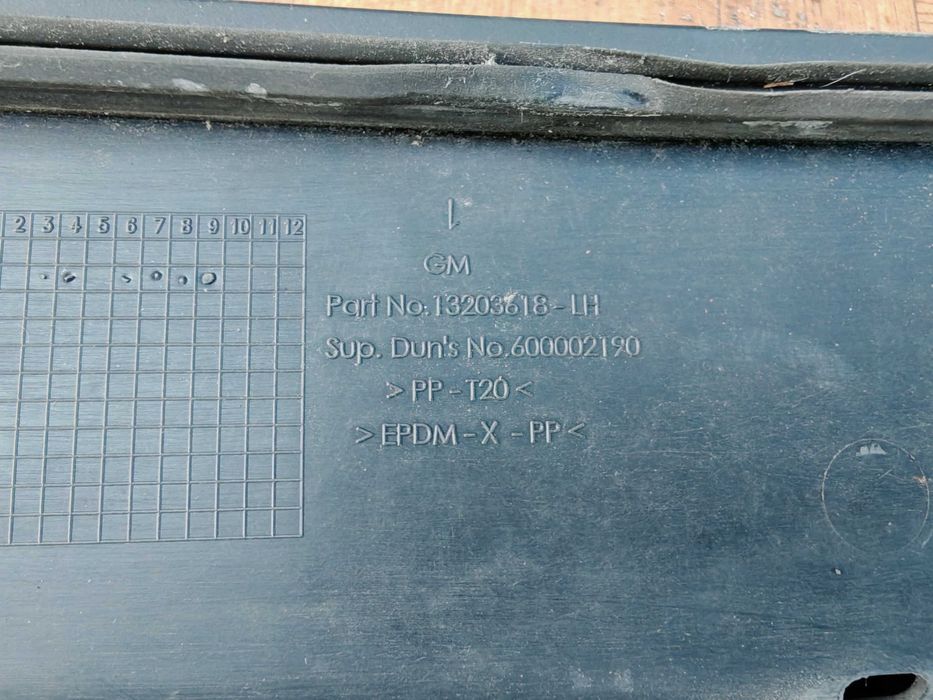 2 3 4 5 6 7 8 9 10 11 12
1
GM
Part No.13203618-LH
Sup. Dun's No.600002190
>PP-T20<
>EPDM-X -PP<